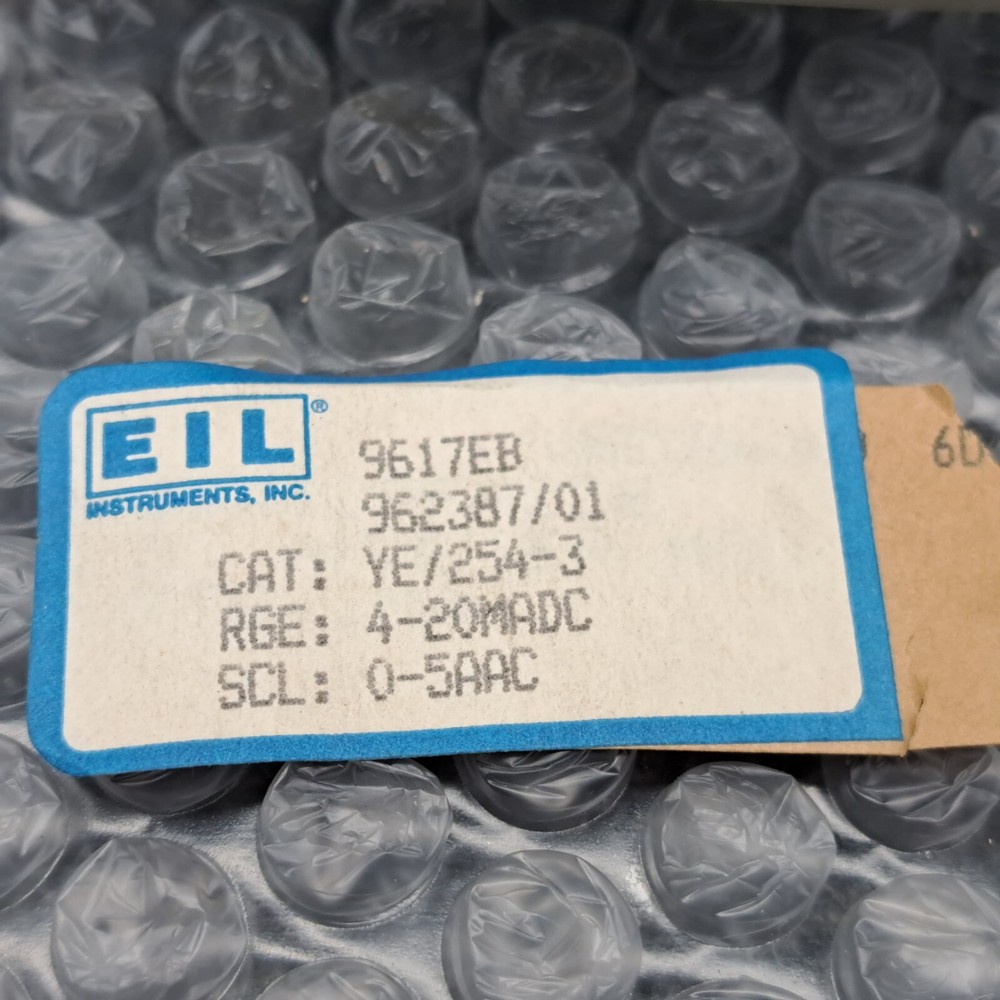 EIL®
INSTRUMENTS, INC.
9617EB
962387/01
CAT: YE/254-3
RGE: 4-20MADC
SCL: 0-5AAC